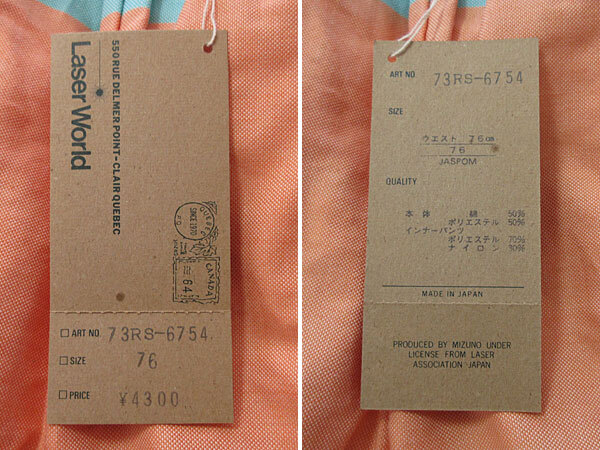 Laser World
550 RUE DELMER POINT-CLAIR QUEBEC
QUEBEC
SINCE 1970
P.Q.
CANADA
64
ART NO. 73RS-6754
SIZE 76
PRICE ¥4300
ART NO 73RS-6754
SIZE
ウエスト 76cm
76
JASPOM
QUALITY
本体 綿 50%
ポリエステル 50%
インナーパンツ
ポリエステル 70%
ナイロン 30%
MADE IN JAPAN
PRODUCED BY MIZUNO UNDER
LICENSE FROM LASER
ASSOCIATION JAPAN